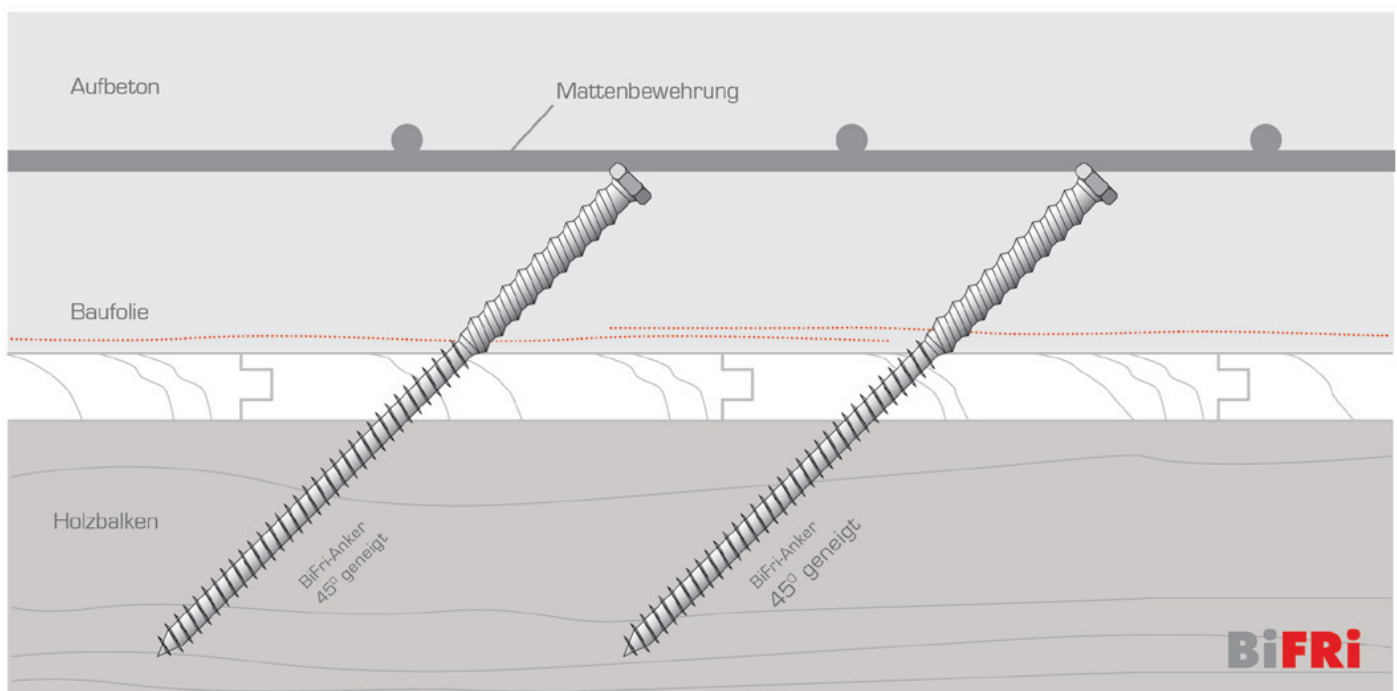 Aufbeton
Mattenbewehrung
Baufolie
Holzbalken
BiFri-Anker
45° geneigt
BiFri-Anker
45° geneigt
BiFRi